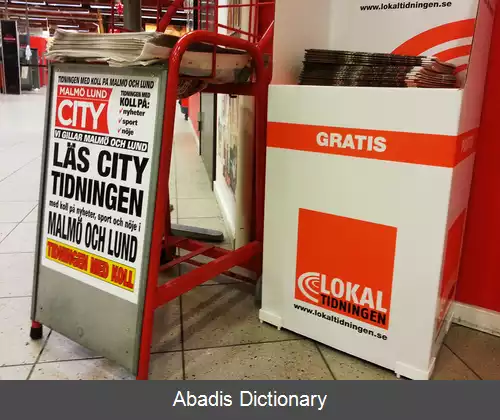 TIDNINGEN MED KOLL PÅ MALMÖ OCH LUND
MALMÖ LUND
CITY
TIDNINGEN MED
KOLL PÅ:
nyheter
sport
nöje
VI GILLAR MALMÖ OCH LUND
LÄS CITY
TIDNINGEN
med koll på nyheter, sport och nöje i
MALMÖ OCH LUND
TIDNINGEN MED KOLL
www.lokaltidningen.se
GRATIS
LOKAL
TIDNINGEN
www.lokaltidningen.se
Abadis Dictionary